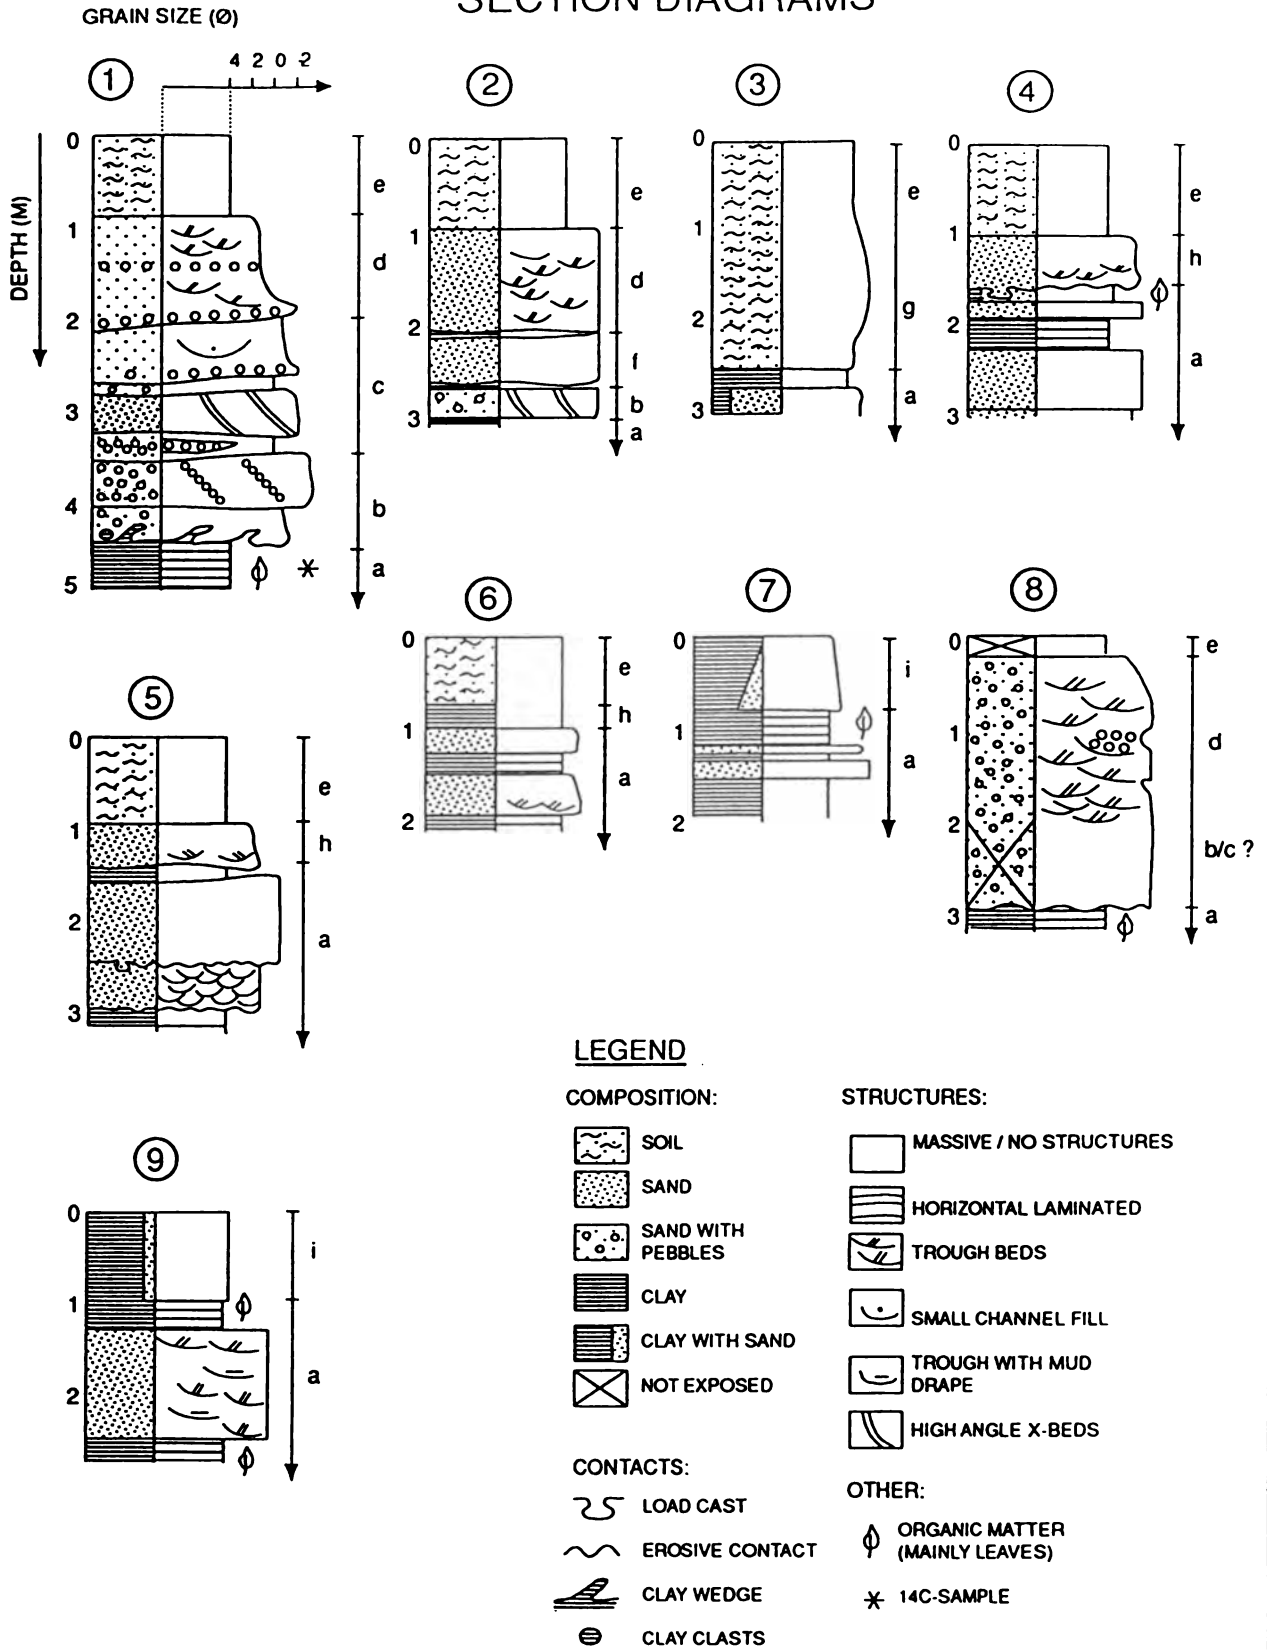 SECTION DIAGRAMS
GRAIN SIZE (Ø)
4 2 0 -2
DEPTH (M)
1
0
1
2
3
4
5
e
d
c
b
a
2
0
1
2
3
e
d
f
b
a
3
0
1
2
3
e
g
a
4
0
1
2
3
e
h
a
5
0
1
2
3
e
h
a
6
0
1
2
e
h
a
7
0
1
2
i
a
8
0
1
2
3
e
d
b/c ?
a
9
0
1
2
i
a
LEGEND
COMPOSITION:
SOIL
SAND
SAND WITH
PEBBLES
CLAY
CLAY WITH SAND
NOT EXPOSED
CONTACTS:
LOAD CAST
EROSIVE CONTACT
CLAY WEDGE
CLAY CLASTS
STRUCTURES:
MASSIVE / NO STRUCTURES
HORIZONTAL LAMINATED
TROUGH BEDS
SMALL CHANNEL FILL
TROUGH WITH MUD
DRAPE
HIGH ANGLE X-BEDS
OTHER:
ORGANIC MATTER
(MAINLY LEAVES)
14C-SAMPLE